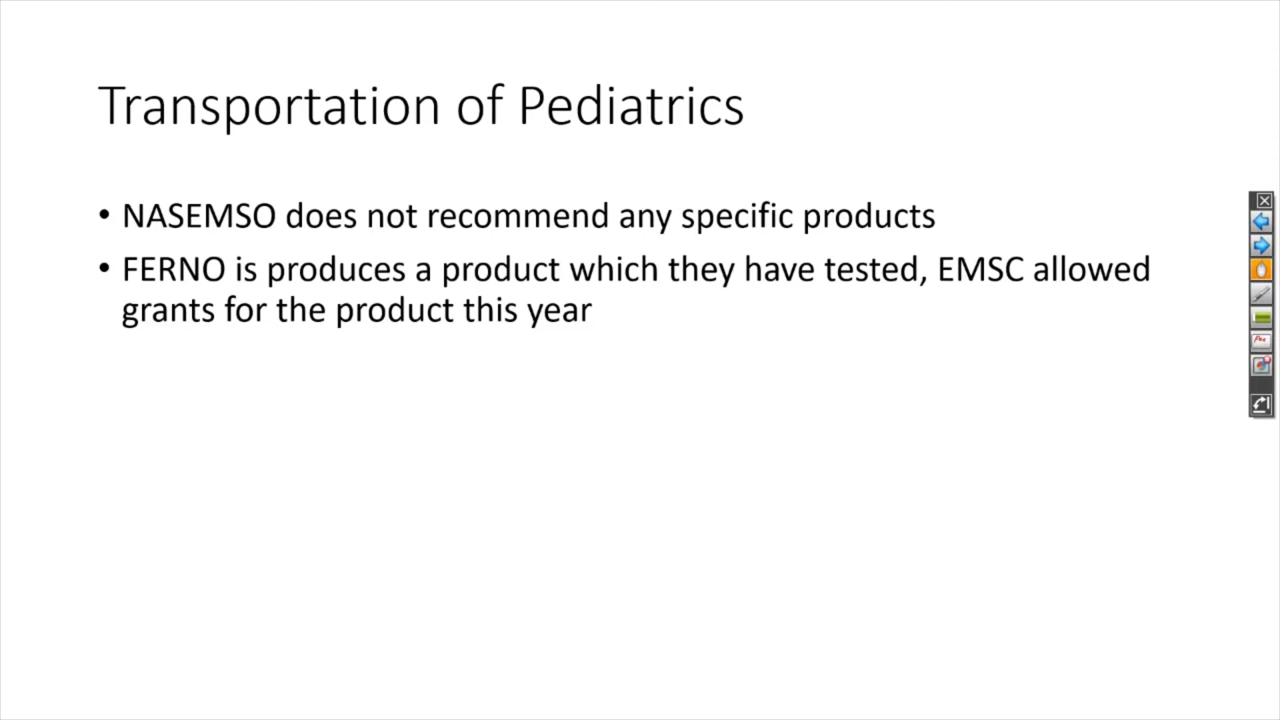 Transportation of Pediatrics
• NASEMSO does not recommend any specific products
• FERNO is produces a product which they have tested, EMSC allowed
grants for the product this year